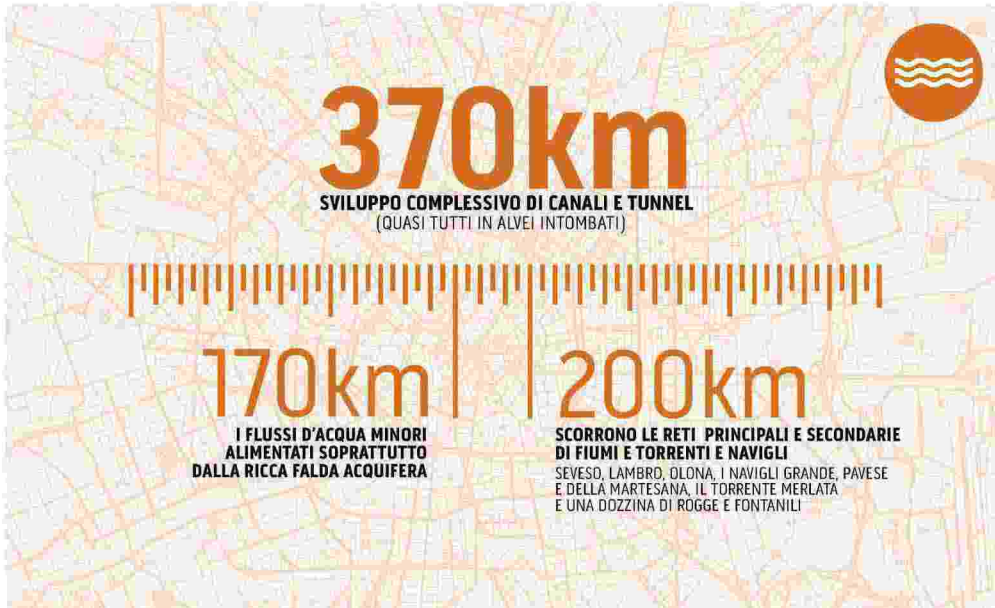 370km
SVILUPPO COMPLESSIVO DI CANALI E TUNNEL
(QUASI TUTTI IN ALVEI INTOMBATI)
170km
I FLUSSI D'ACQUA MINORI
ALIMENTATI SOPRATTUTTO
DALLA RICCA FALDA ACQUIFERA
200km
SCORRONO LE RETI PRINCIPALI E SECONDARIE
DI FIUMI E TORRENTI E NAVIGLI
SEVESO, LAMBRO, OLONA, I NAVIGLI GRANDE, PAVESE
E DELLA MARTESANA, IL TORRENTE MERLATA
E UNA DOZZINA DI ROGGE E FONTANILI